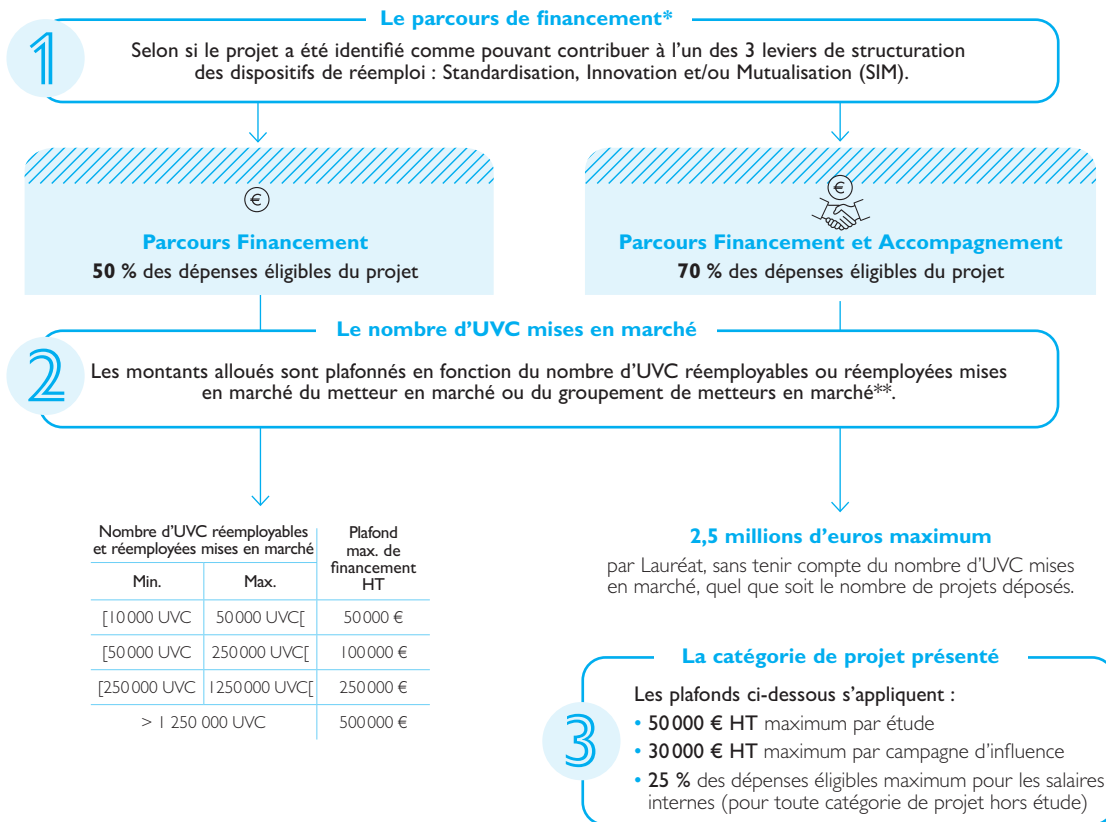 Le parcours de financement*
1
Selon si le projet a été identifié comme pouvant contribuer à l’un des 3 leviers de structuration
des dispositifs de réemploi : Standardisation, Innovation et/ou Mutualisation (SIM).
€
Parcours Financement
50 % des dépenses éligibles du projet
€
Parcours Financement et Accompagnement
70 % des dépenses éligibles du projet
Le nombre d’UVC mises en marché
2
Les montants alloués sont plafonnés en fonction du nombre d’UVC réemployables ou réemployées mises
en marché du metteur en marché ou du groupement de metteurs en marché**.
Nombre d’UVC réemployables
et réemployées mises en marché
Plafond
max. de
financement
HT
Min. Max.
[10 000 UVC 50 000 UVC[ 50 000 €
[50 000 UVC 250 000 UVC[ 100 000 €
[250 000 UVC 1 250 000 UVC[ 250 000 €
> 1 250 000 UVC 500 000 €
2,5 millions d’euros maximum
par Lauréat, sans tenir compte du nombre d’UVC mises
en marché, quel que soit le nombre de projets déposés.
La catégorie de projet présenté
3
Les plafonds ci-dessous s’appliquent :
• 50 000 € HT maximum par étude
• 30 000 € HT maximum par campagne d’influence
• 25 % des dépenses éligibles maximum pour les salaires
internes (pour toute catégorie de projet hors étude)